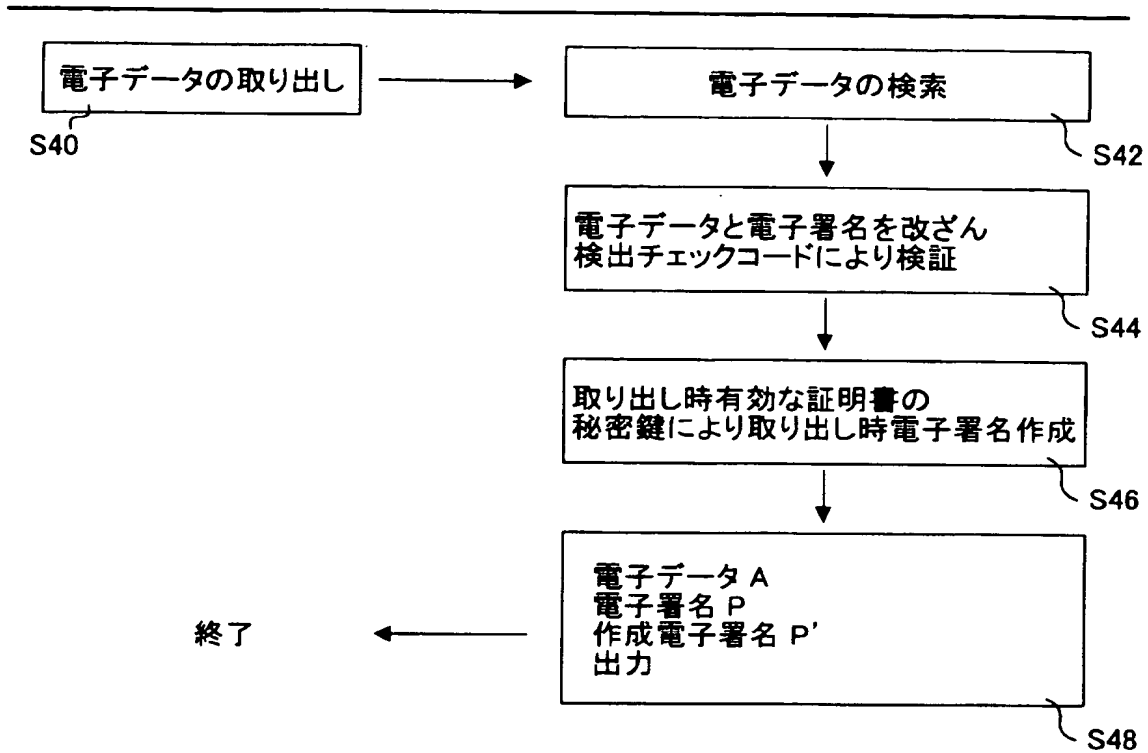 電子データの取り出し
S40
電子データの検索
S42
電子データと電子署名を改ざん
検出チェックコードにより検証
S44
取り出し時有効な証明書の
秘密鍵により取り出し時電子署名作成
S46
電子データ A
電子署名 P
作成電子署名 P'
出力
S48
終了